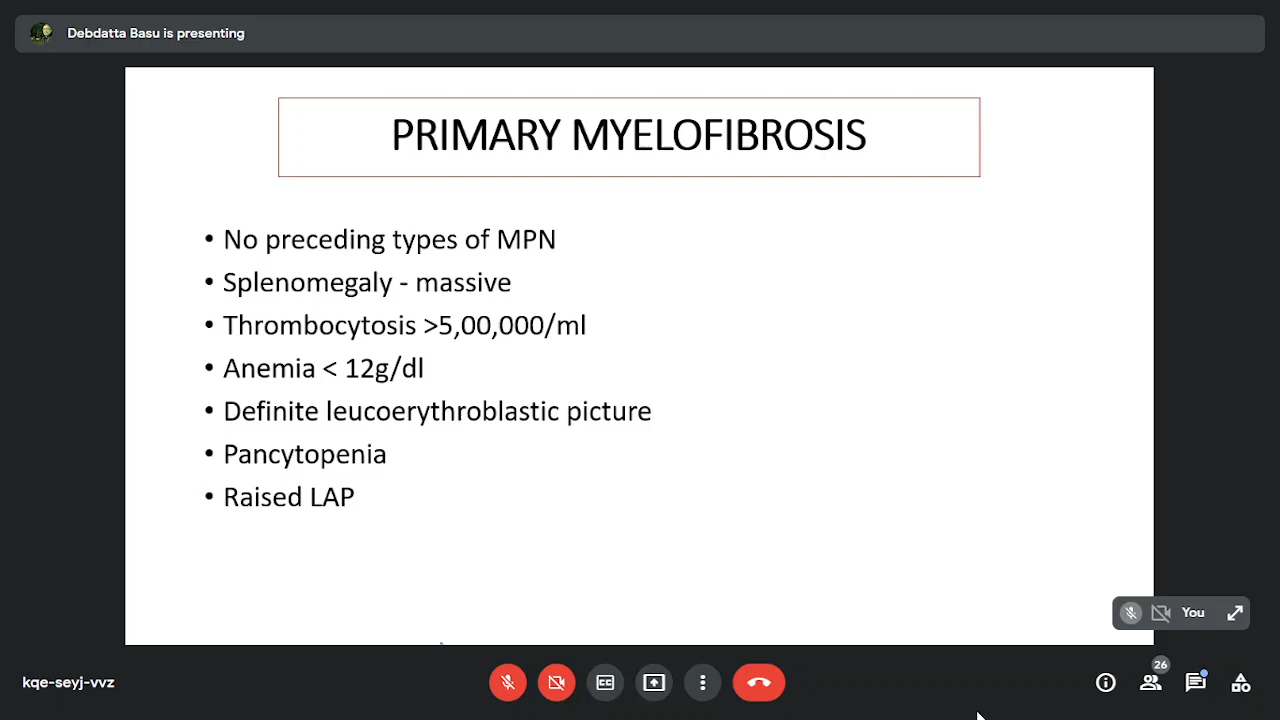 Debdatta Basu is presenting
PRIMARY MYELOFIBROSIS
• No preceding types of MPN
• Splenomegaly - massive
• Thrombocytosis >5,00,000/ml
• Anemia < 12g/dl
• Definite leucoerythroblastic picture
• Pancytopenia
• Raised LAP
You
kqe-seyj-vvz
CC
26